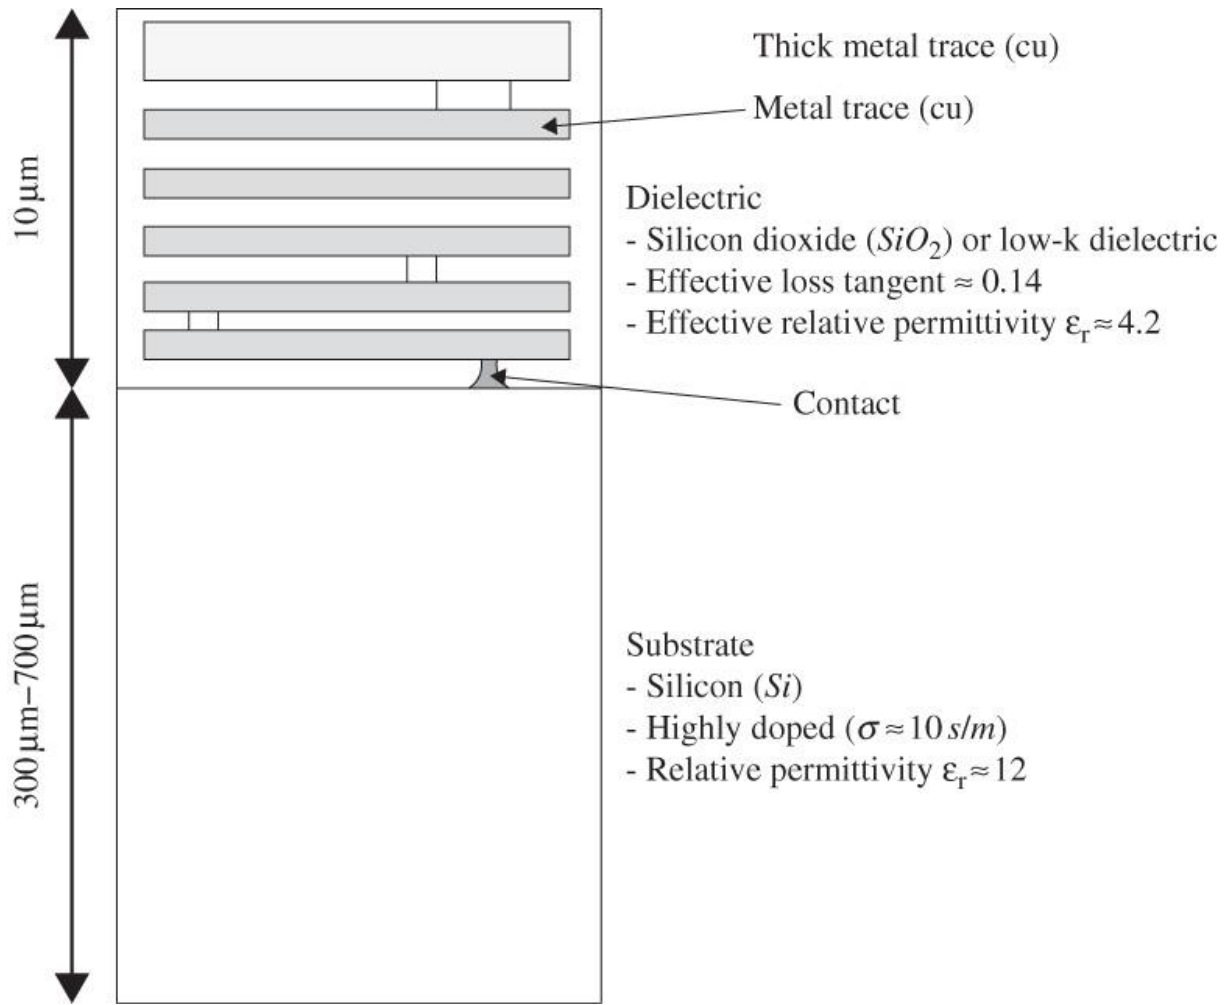 10 μm
Thick metal trace (cu)
Metal trace (cu)
Dielectric
- Silicon dioxide (SiO₂) or low-k dielectric
- Effective loss tangent ≈ 0.14
- Effective relative permittivity εᵣ ≈ 4.2
Contact
300 μm–700 μm
Substrate
- Silicon (Si)
- Highly doped (σ ≈ 10 s/m)
- Relative permittivity εᵣ ≈ 12